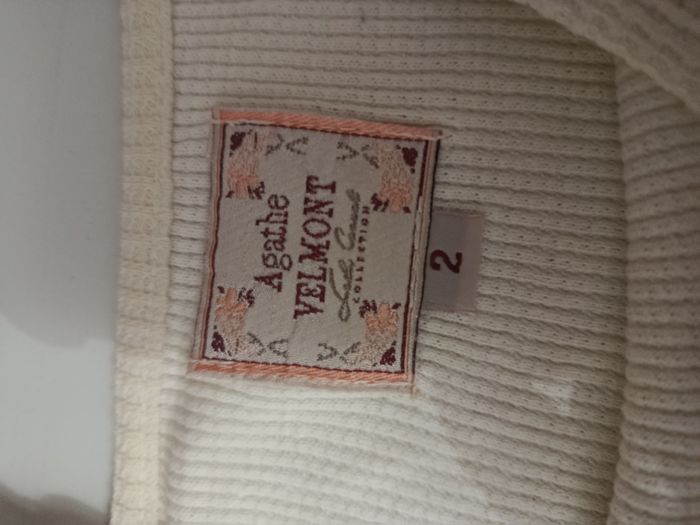 Agathe
VELMONT
COLLECTION
2